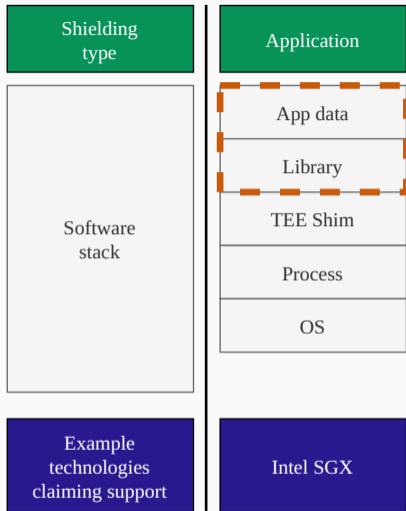 Shielding
type
Application
App data
Library
TEE Shim
Process
OS
Software
stack
Example
technologies
claiming support
Intel SGX